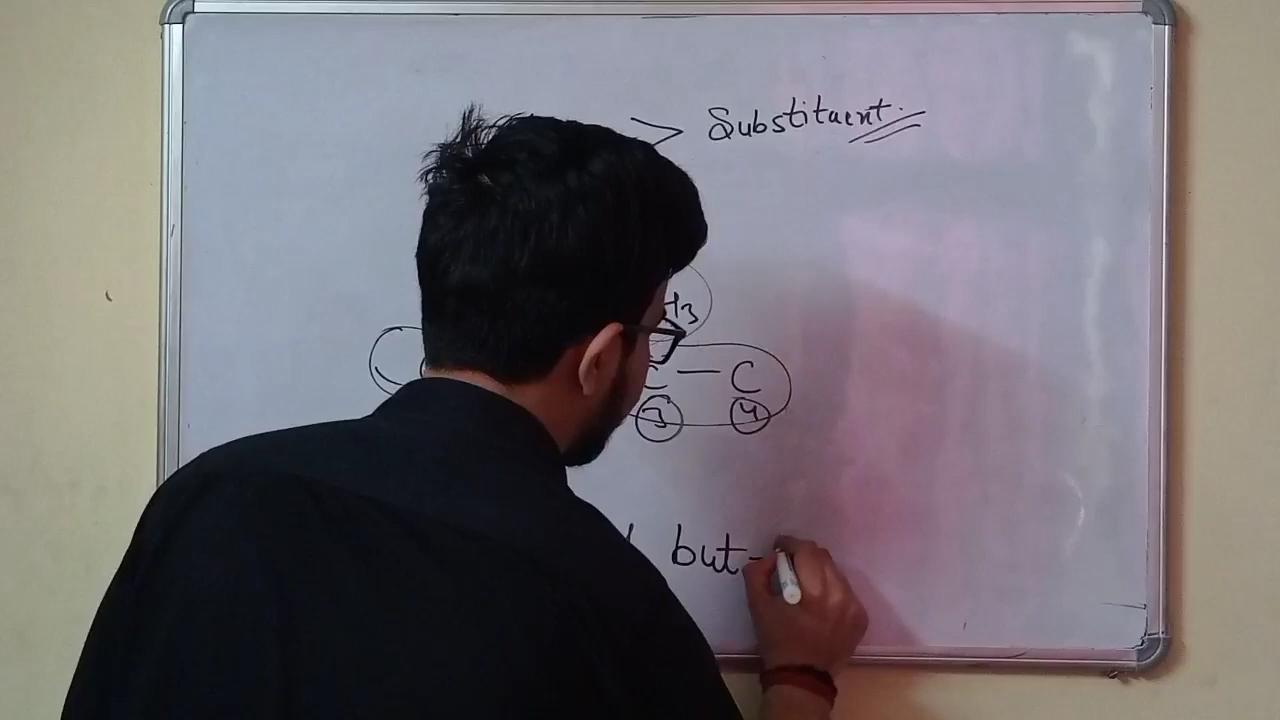 > Substituent.
H3
C — C
3 4
but-